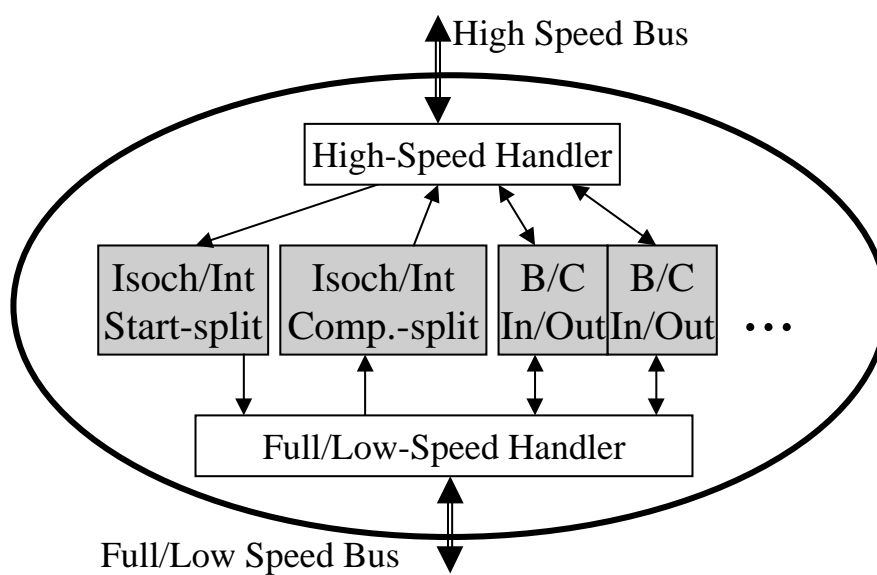 High Speed Bus
High-Speed Handler
Isoch/Int
Start-split
Isoch/Int
Comp.-split
B/C
In/Out
B/C
In/Out
...
Full/Low-Speed Handler
Full/Low Speed Bus